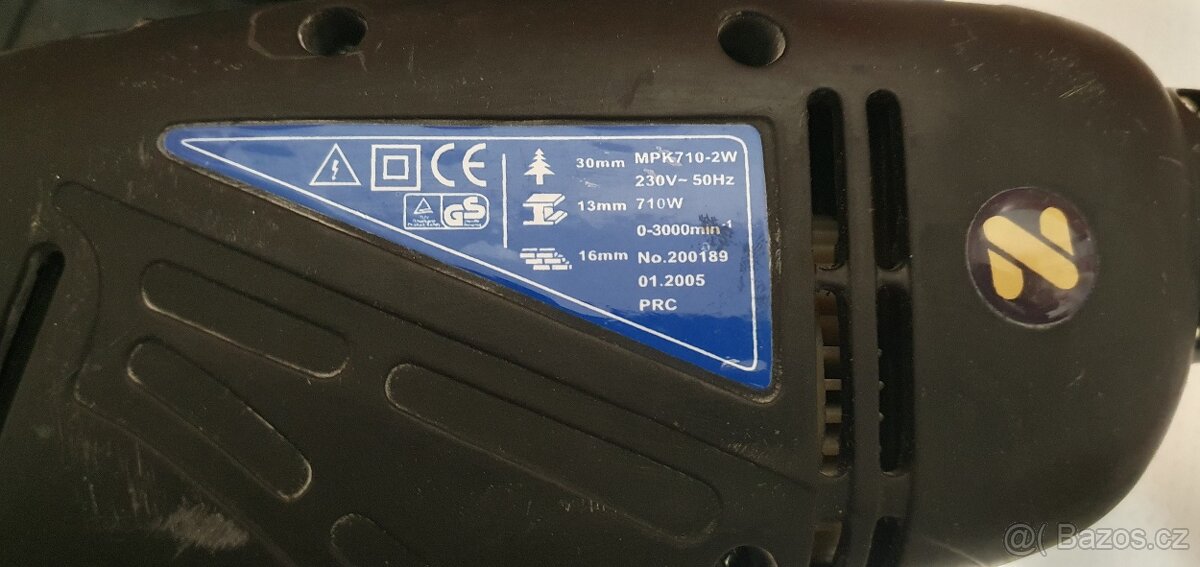 CE
GS
30mm MPK710-2W
230V~ 50Hz
13mm 710W
0-3000min-1
16mm No.200189
01.2005
PRC
@( Bazos.cz